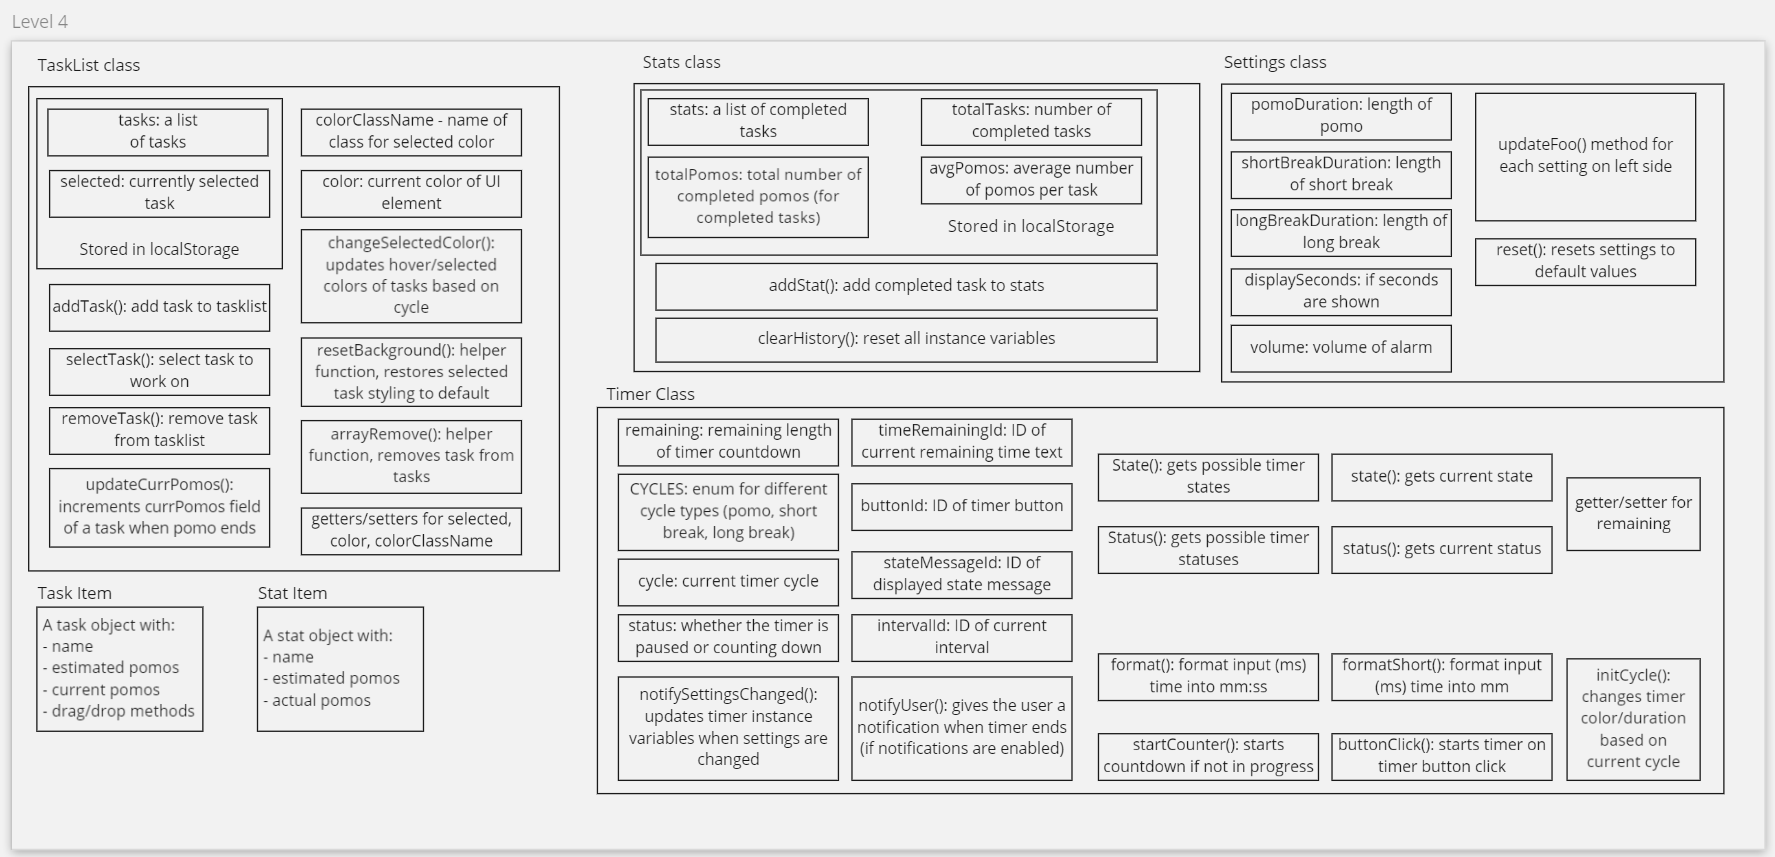 Level 4
TaskList class
tasks: a list
of tasks
selected: currently selected
task
Stored in localStorage
addTask(): add task to tasklist
selectTask(): select task to
work on
removeTask(): remove task
from tasklist
updateCurrPomos():
increments currPomos field
of a task when pomo ends
colorClassName - name of
class for selected color
color: current color of UI
element
changeSelectedColor():
updates hover/selected
colors of tasks based on
cycle
resetBackground(): helper
function, restores selected
task styling to default
arrayRemove(): helper
function, removes task from
tasks
getters/setters for selected,
color, colorClassName
Task Item
A task object with:
- name
- estimated pomos
- current pomos
- drag/drop methods
Stat Item
A stat object with:
- name
- estimated pomos
- actual pomos
Stats class
stats: a list of completed
tasks
totalPomos: total number of
completed pomos (for
completed tasks)
totalTasks: number of
completed tasks
avgPomos: average number
of pomos per task
Stored in localStorage
addStat(): add completed task to stats
clearHistory(): reset all instance variables
Settings class
pomoDuration: length of
pomo
shortBreakDuration: length
of short break
longBreakDuration: length of
long break
displaySeconds: if seconds
are shown
volume: volume of alarm
updateFoo() method for
each setting on left side
reset(): resets settings to
default values
Timer Class
remaining: remaining length
of timer countdown
CYCLES: enum for different
cycle types (pomo, short
break, long break)
cycle: current timer cycle
status: whether the timer is
paused or counting down
notifySettingsChanged():
updates timer instance
variables when settings are
changed
timeRemainingId: ID of
current remaining time text
buttonId: ID of timer button
stateMessageId: ID of
displayed state message
intervalId: ID of current
interval
notifyUser(): gives the user a
notification when timer ends
(if notifications are enabled)
State(): gets possible timer
states
state(): gets current state
Status(): gets possible timer
statuses
status(): gets current status
getter/setter for
remaining
format(): format input (ms)
time into mm:ss
formatShort(): format input
(ms) time into mm
startCounter(): starts
countdown if not in progress
buttonClick(): starts timer on
timer button click
initCycle():
changes timer
color/duration
based on
current cycle